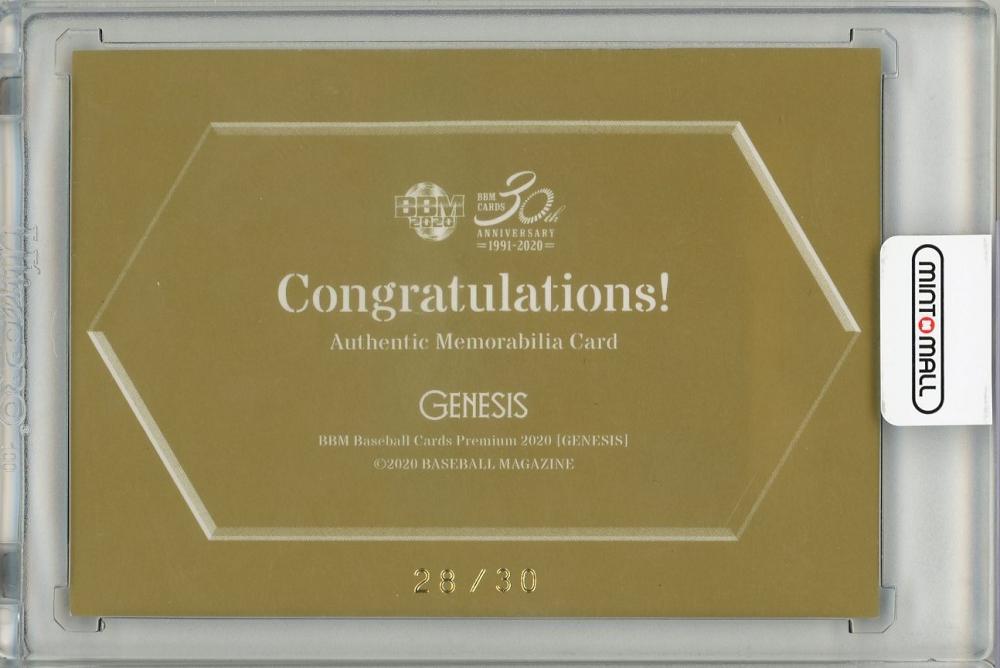 BBM
2020
BBM
CARDS
30th
ANNIVERSARY
=1991-2020=
Congratulations!
Authentic Memorabilia Card
GENESIS
BBM Baseball Cards Premium 2020 [GENESIS]
©2020 BASEBALL MAGAZINE
28/30
MINT MALL